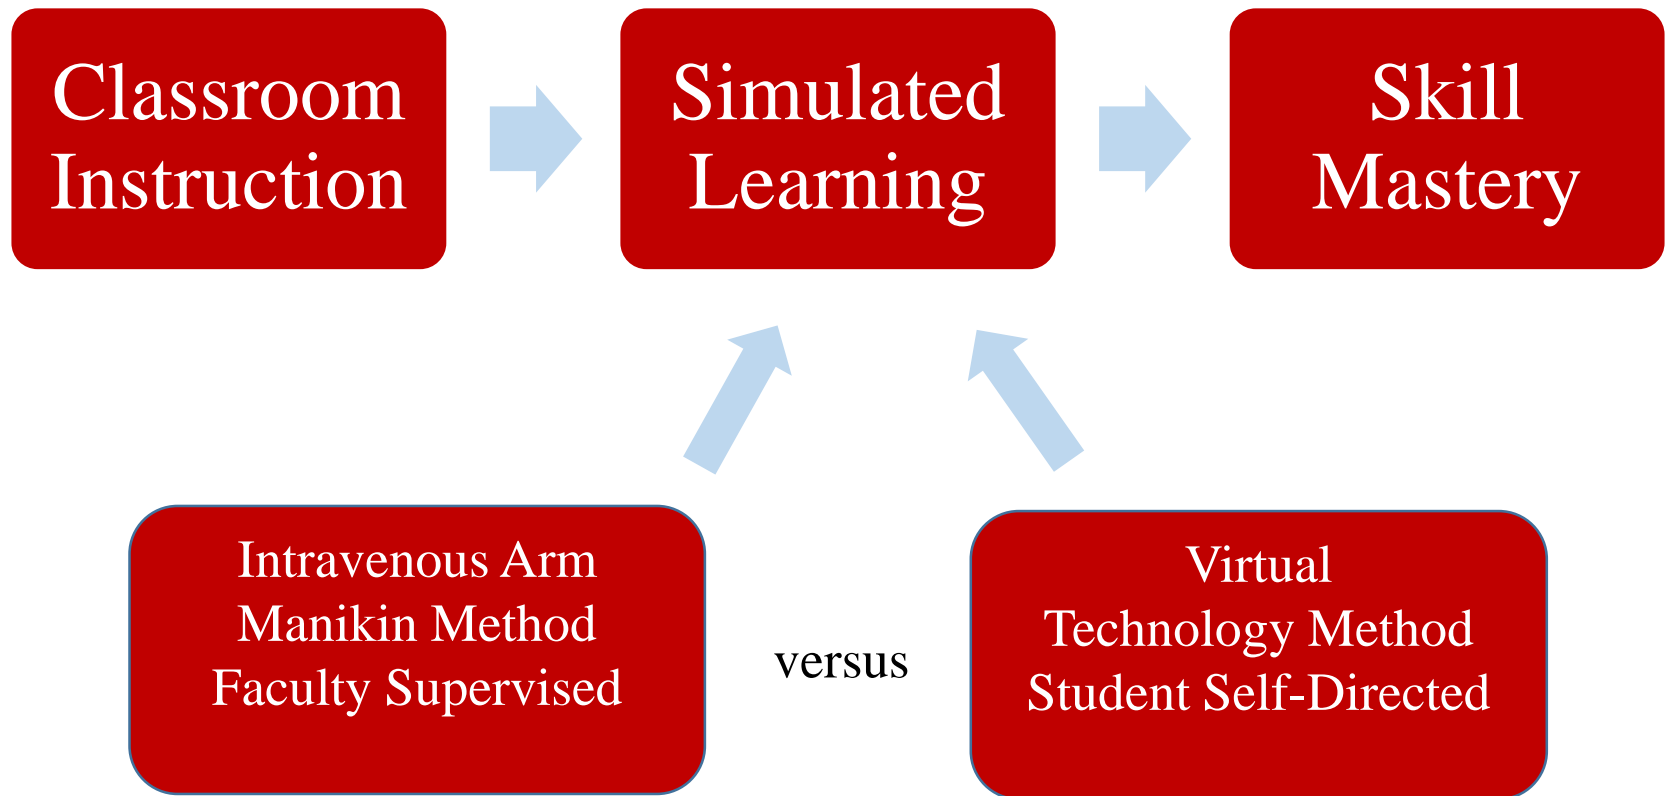 Classroom
Instruction
Simulated
Learning
Skill
Mastery
Intravenous Arm
Manikin Method
Faculty Supervised
versus
Virtual
Technology Method
Student Self-Directed